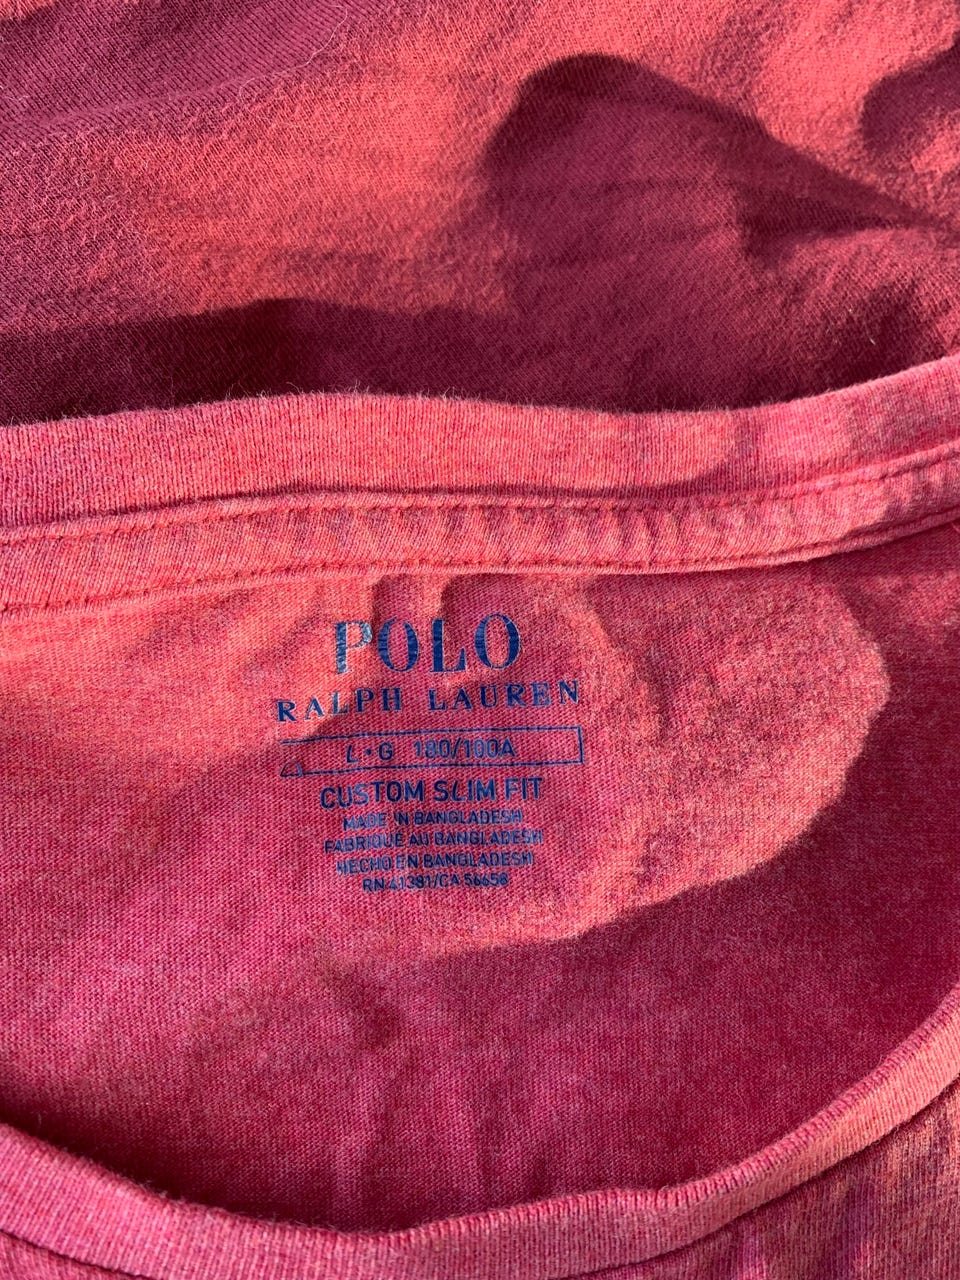 POLO
RALPH LAUREN
L•G 180/100A
CUSTOM SLIM FIT
MADE IN BANGLADESH
FABRIQUÉ AU BANGLADESH
HECHO EN BANGLADESH
RN 41381/CA 56658